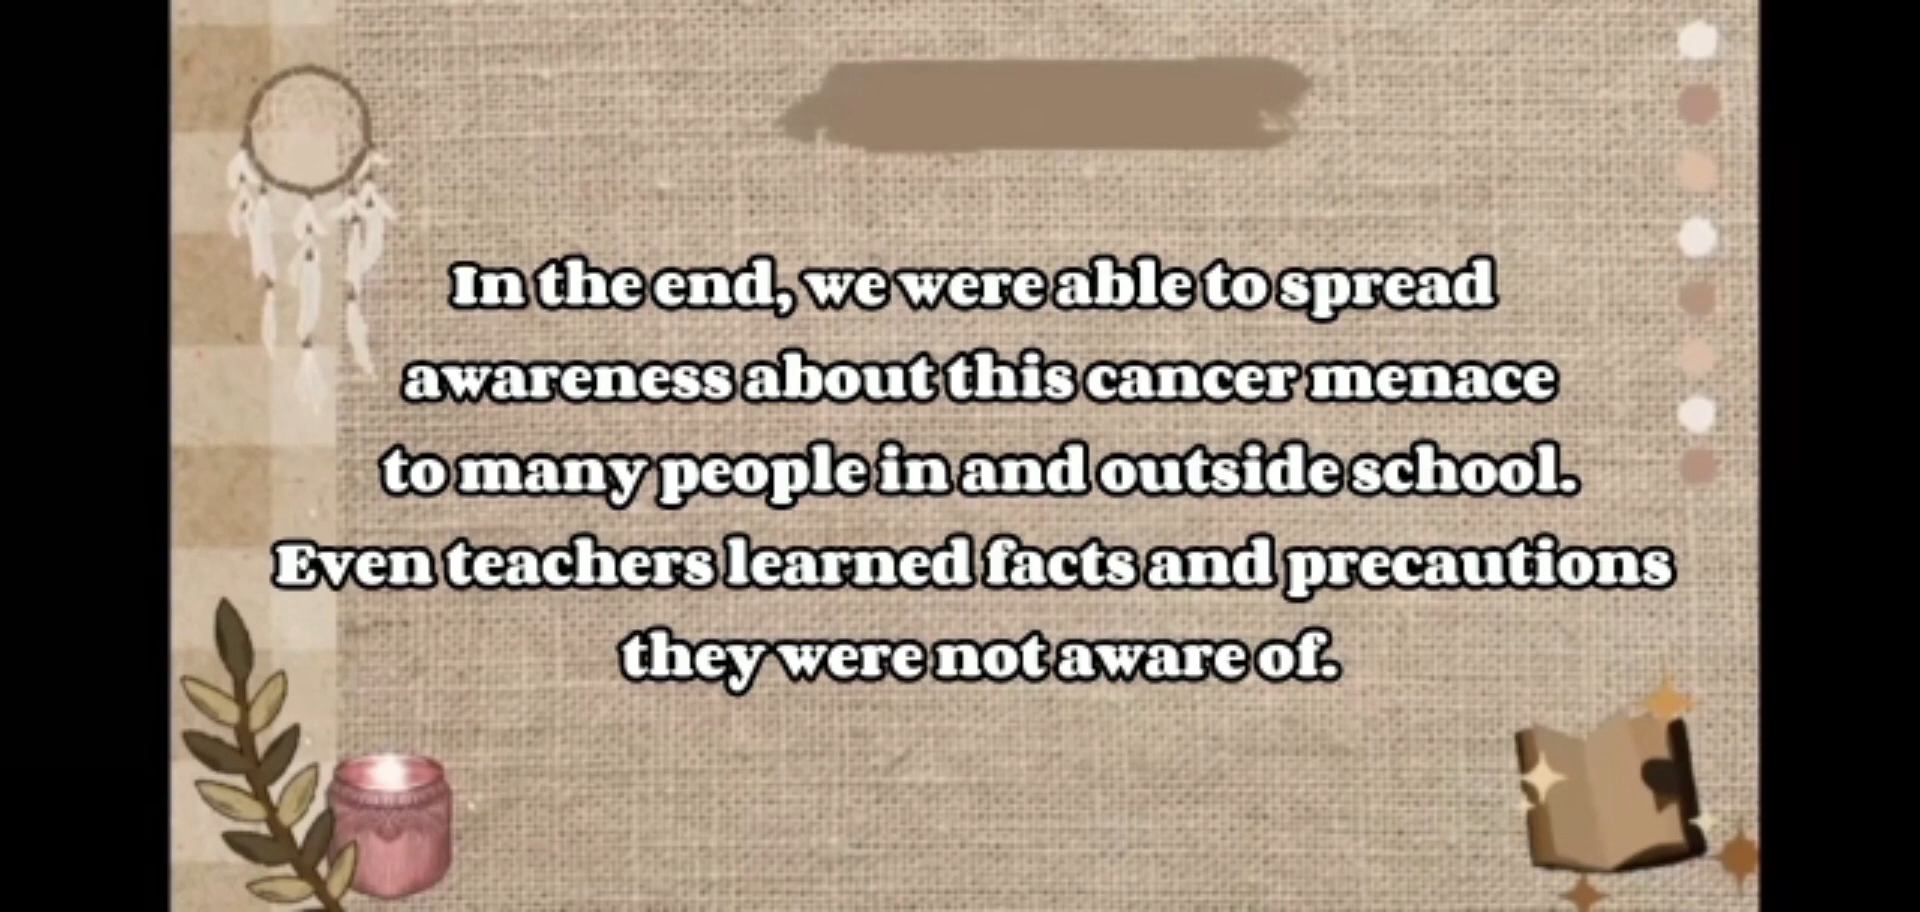 In the end, we were able to spread
awareness about this cancer menace
to many people in and outside school.
Even teachers learned facts and precautions
they were not aware of.